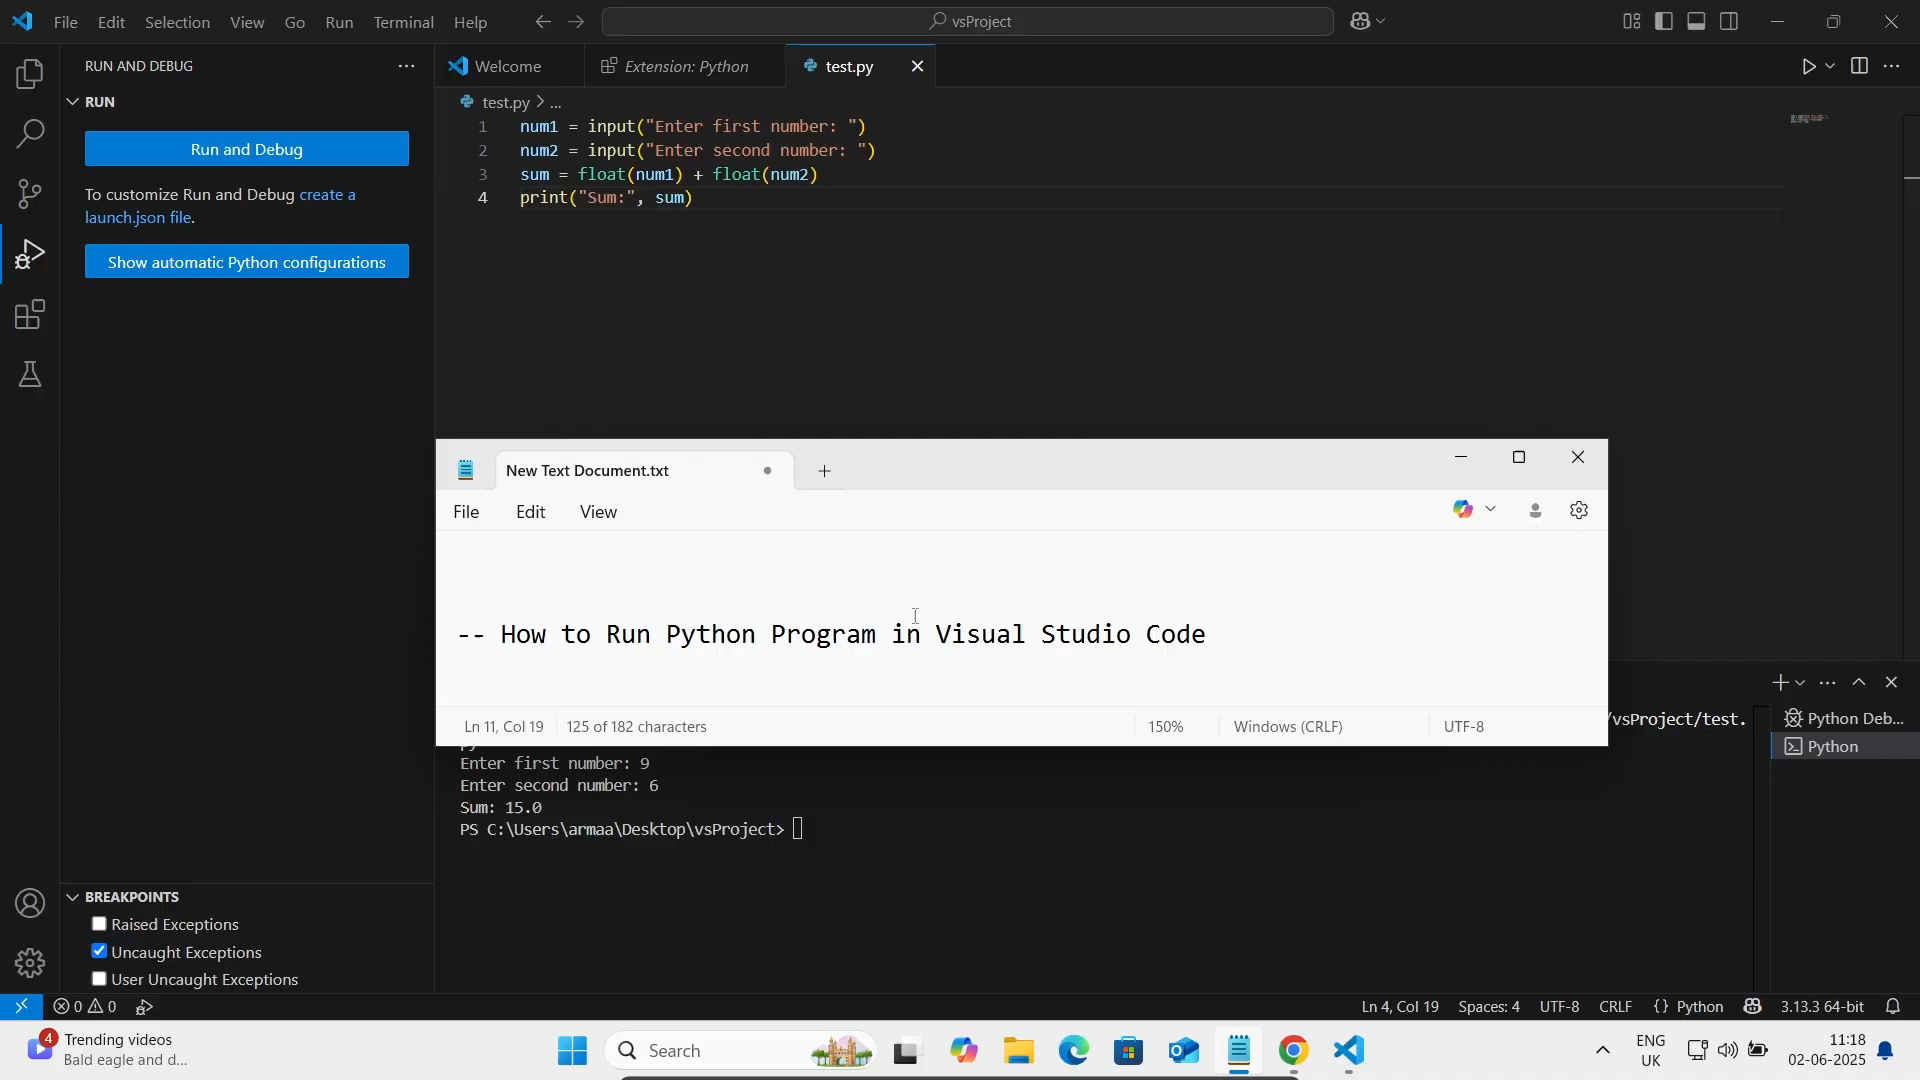 File Edit Selection View Go Run Terminal Help
vsProject
RUN AND DEBUG
RUN
Run and Debug
To customize Run and Debug create a
launch.json file.
Show automatic Python configurations
Welcome
Extension: Python
test.py
test.py > ...
1 num1 = input("Enter first number: ")
2 num2 = input("Enter second number: ")
3 sum = float(num1) + float(num2)
4 print("Sum:", sum)
New Text Document.txt
File Edit View
-- How to Run Python Program in Visual Studio Code
Ln 11, Col 19
125 of 182 characters
150%
Windows (CRLF)
UTF-8
/vsProject/test.
py
Enter first number: 9
Enter second number: 6
Sum: 15.0
PS C:\Users\armaa\Desktop\vsProject>
Python Deb...
Python
BREAKPOINTS
Raised Exceptions
Uncaught Exceptions
User Uncaught Exceptions
0 0
Ln 4, Col 19 Spaces: 4 UTF-8 CRLF {} Python 3.13.3 64-bit
4
Trending videos
Bald eagle and d...
Search
ENG
UK
11:18
02-06-2025